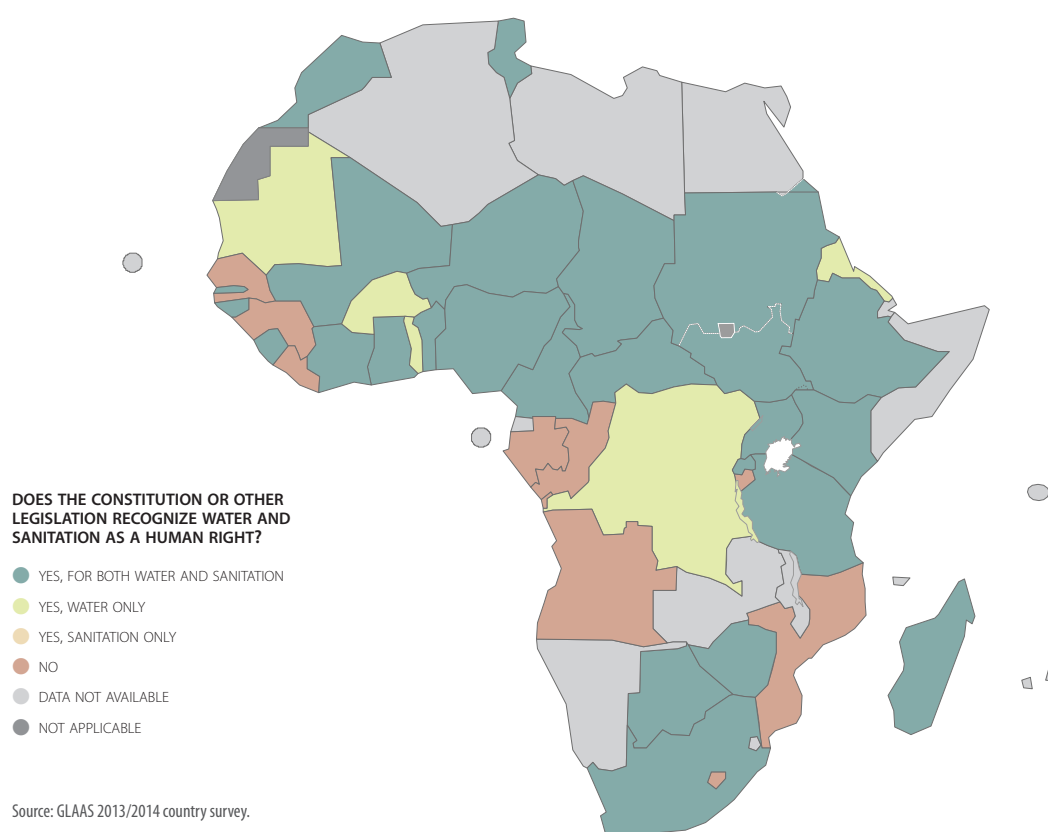 DOES THE CONSTITUTION OR OTHER
LEGISLATION RECOGNIZE WATER AND
SANITATION AS A HUMAN RIGHT?
YES, FOR BOTH WATER AND SANITATION
YES, WATER ONLY
YES, SANITATION ONLY
NO
DATA NOT AVAILABLE
NOT APPLICABLE
Source: GLAAS 2013/2014 country survey.